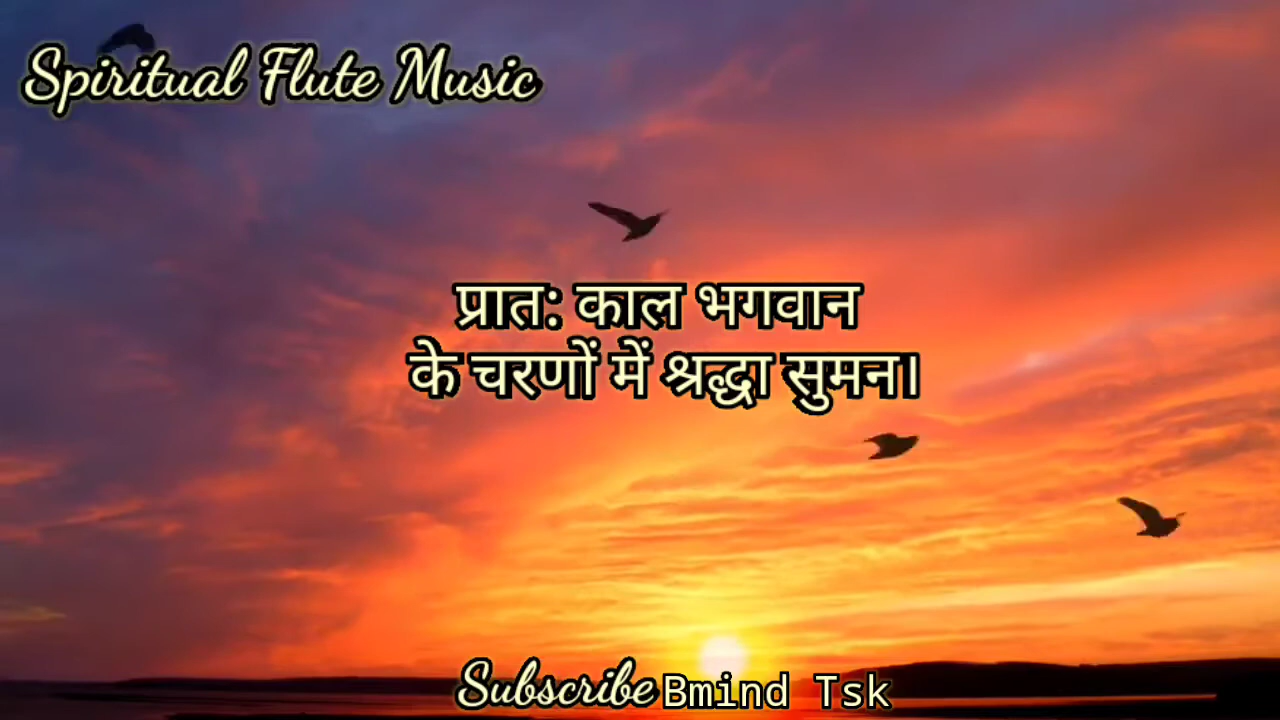 Spiritual Flute Music
प्रात: काल भगवान
के चरणों में श्रद्धा सुमन।
Subscribe Bmind Tsk